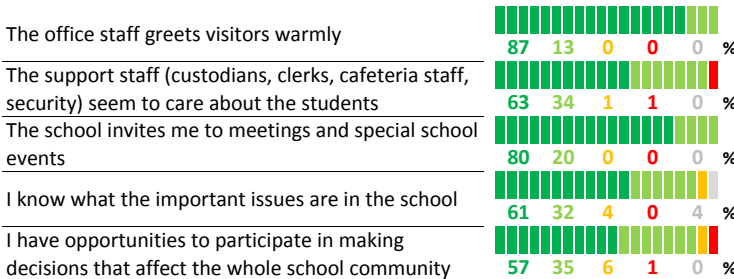 The office staff greets visitors warmly
87 13 0 0 0 %
The support staff (custodians, clerks, cafeteria staff,
security) seem to care about the students
63 34 1 1 0 %
The school invites me to meetings and special school
events
80 20 0 0 0 %
I know what the important issues are in the school
61 32 4 0 4 %
I have opportunities to participate in making
decisions that affect the whole school community
57 35 6 1 0 %